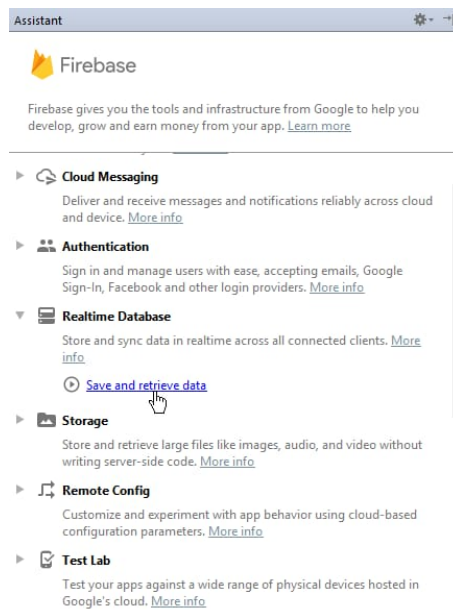 Assistant
Firebase
Firebase gives you the tools and infrastructure from Google to help you
develop, grow and earn money from your app. Learn more
Cloud Messaging
Deliver and receive messages and notifications reliably across cloud
and device. More info
Authentication
Sign in and manage users with ease, accepting emails, Google
Sign-In, Facebook and other login providers. More info
Realtime Database
Store and sync data in realtime across all connected clients. More
info
Save and retrieve data
Storage
Store and retrieve large files like images, audio, and video without
writing server-side code. More info
Remote Config
Customize and experiment with app behavior using cloud-based
configuration parameters. More info
Test Lab
Test your apps against a wide range of physical devices hosted in
Google's cloud. More info